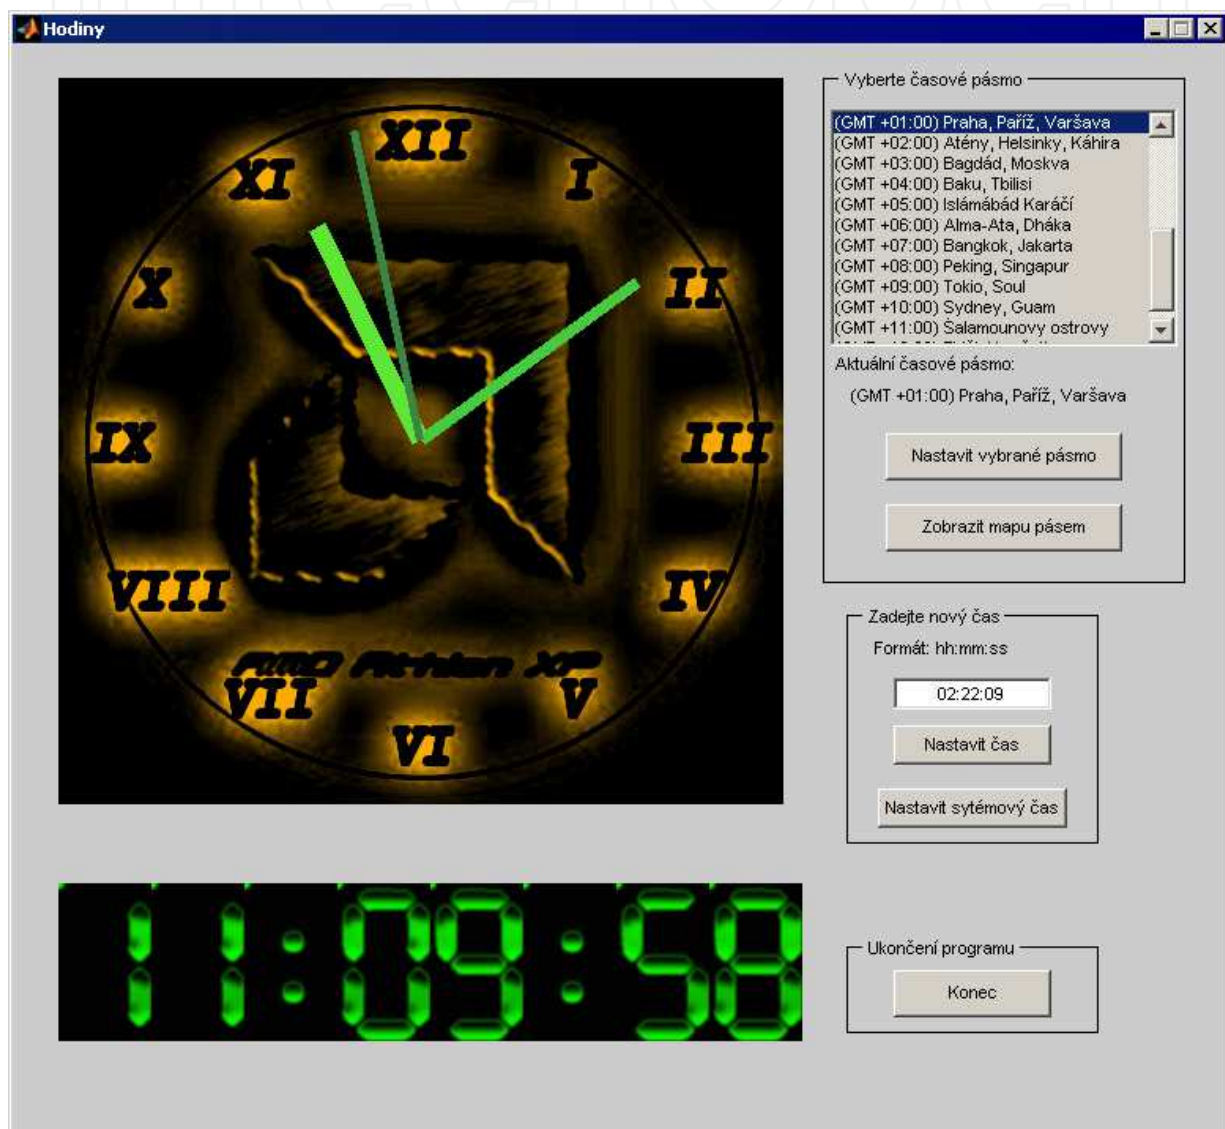 Hodiny
XII
XI
I
X
II
IX
III
VIII
IV
AMD Athlon XP
VII
V
VI
11:09:58
Vyberte časové pásmo
(GMT +01:00) Praha, Paříž, Varšava
(GMT +02:00) Atény, Helsinky, Káhira
(GMT +03:00) Bagdád, Moskva
(GMT +04:00) Baku, Tbilisi
(GMT +05:00) Islámábád Karáčí
(GMT +06:00) Alma-Ata, Dháka
(GMT +07:00) Bangkok, Jakarta
(GMT +08:00) Peking, Singapur
(GMT +09:00) Tokio, Soul
(GMT +10:00) Sydney, Guam
(GMT +11:00) Šalamounovy ostrovy
Aktuální časové pásmo:
(GMT +01:00) Praha, Paříž, Varšava
Nastavit vybrané pásmo
Zobrazit mapu pásem
Zadejte nový čas
Formát: hh:mm:ss
02:22:09
Nastavit čas
Nastavit sytémový čas
Ukončení programu
Konec